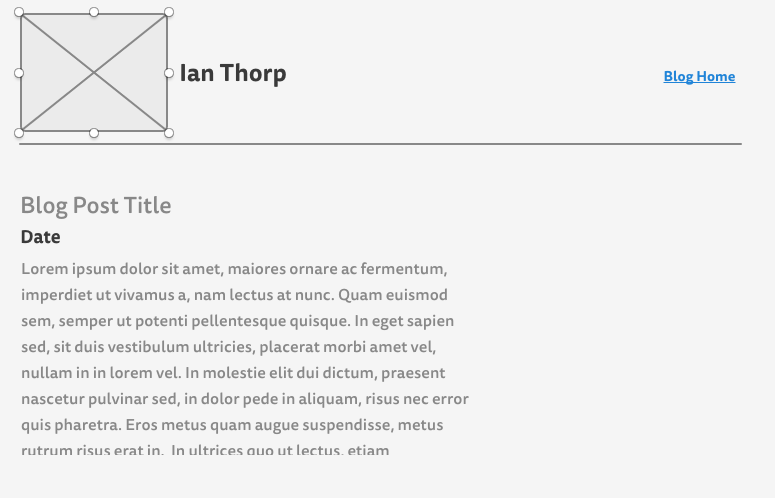 Ian Thorp
Blog Home
Blog Post Title
Date
Lorem ipsum dolor sit amet, maiores ornare ac fermentum,
imperdiet ut vivamus a, nam lectus at nunc. Quam euismod
sem, semper ut potenti pellentesque quisque. In eget sapien
sed, sit duis vestibulum ultricies, placerat morbi amet vel,
nullam in in lorem vel. In molestie elit dui dictum, praesent
nascetur pulvinar sed, in dolor pede in aliquam, risus nec error
quis pharetra. Eros metus quam augue suspendisse, metus
rutrum risus erat in. In ultrices quo ut lectus, etiam